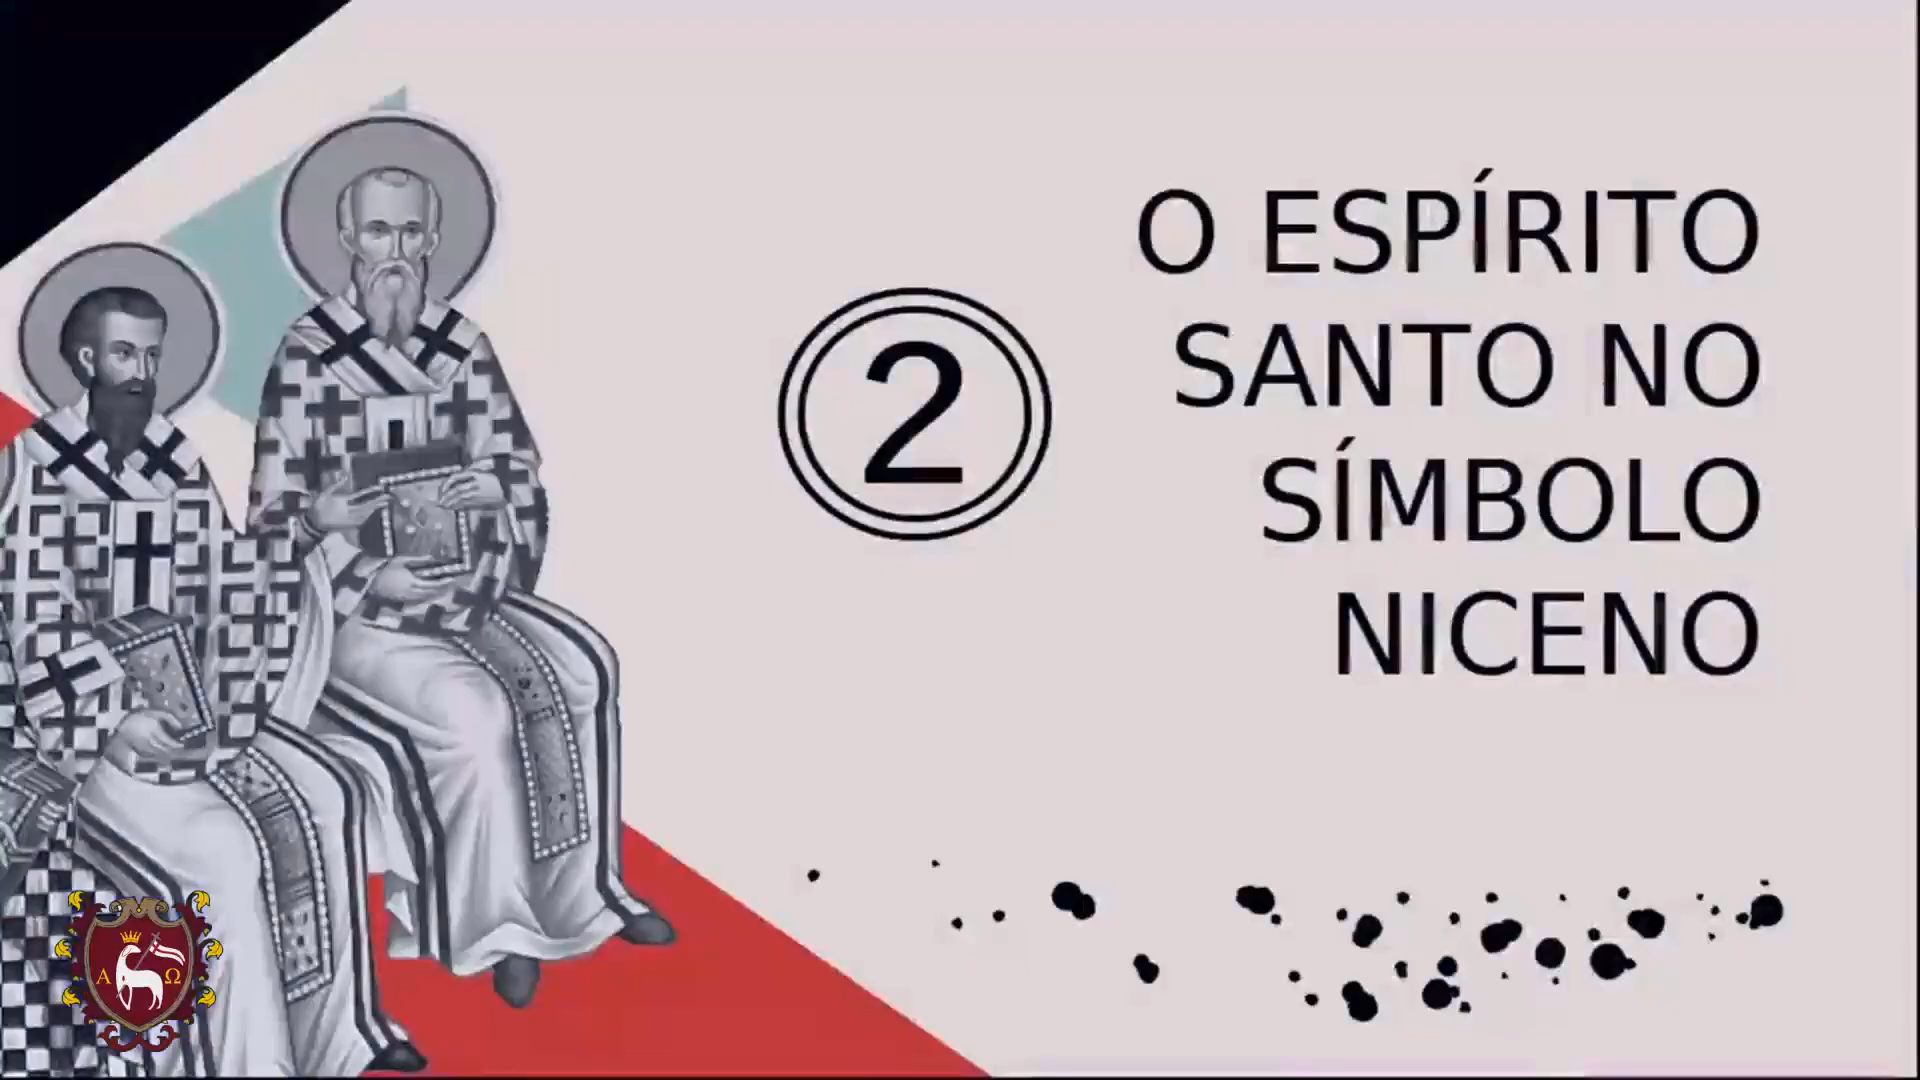 2
O ESPÍRITO
SANTO NO
SÍMBOLO
NICENO
Α Ω